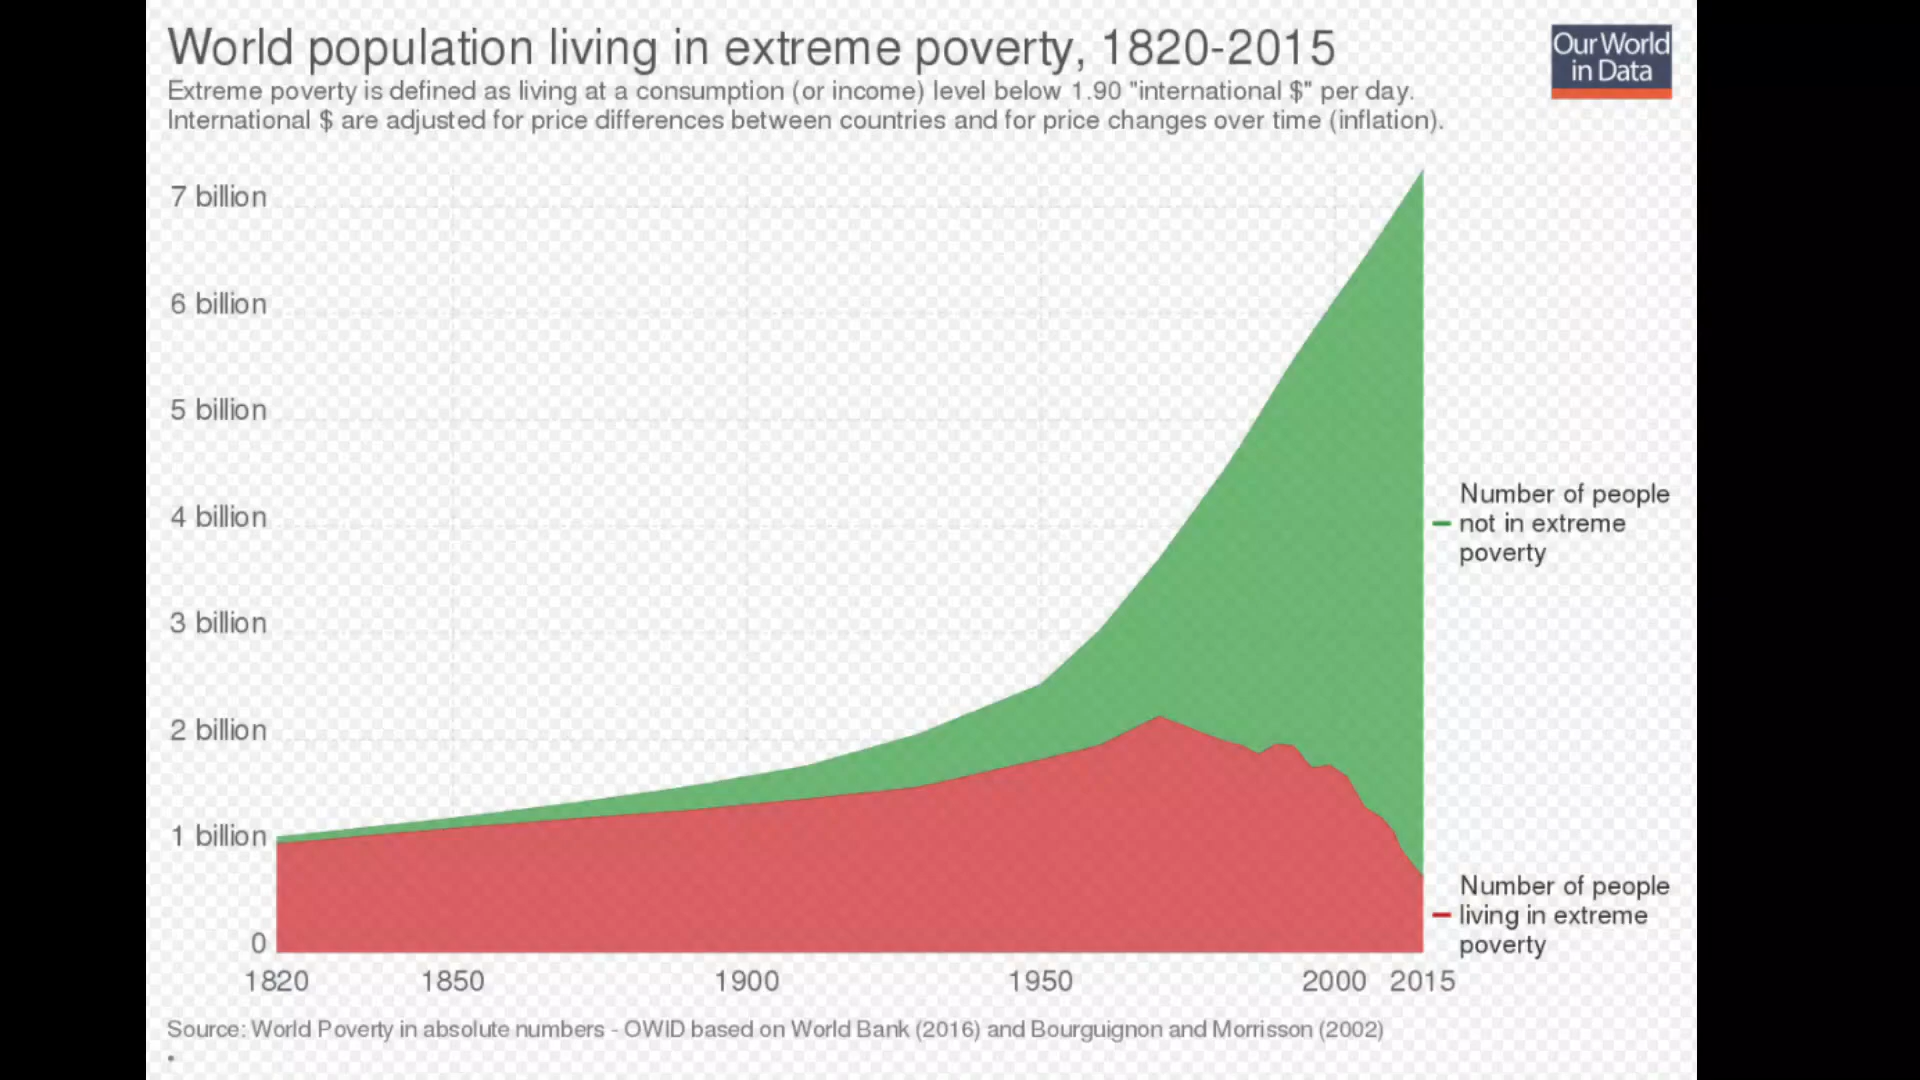 World population living in extreme poverty, 1820-2015
Our World
in Data
Extreme poverty is defined as living at a consumption (or income) level below 1.90 "international $" per day.
International $ are adjusted for price differences between countries and for price changes over time (inflation).
7 billion
6 billion
5 billion
4 billion
3 billion
2 billion
1 billion
0
Number of people
not in extreme
poverty
Number of people
living in extreme
poverty
1820 1850 1900 1950 2000 2015
Source: World Poverty in absolute numbers - OWID based on World Bank (2016) and Bourguignon and Morrisson (2002)
•